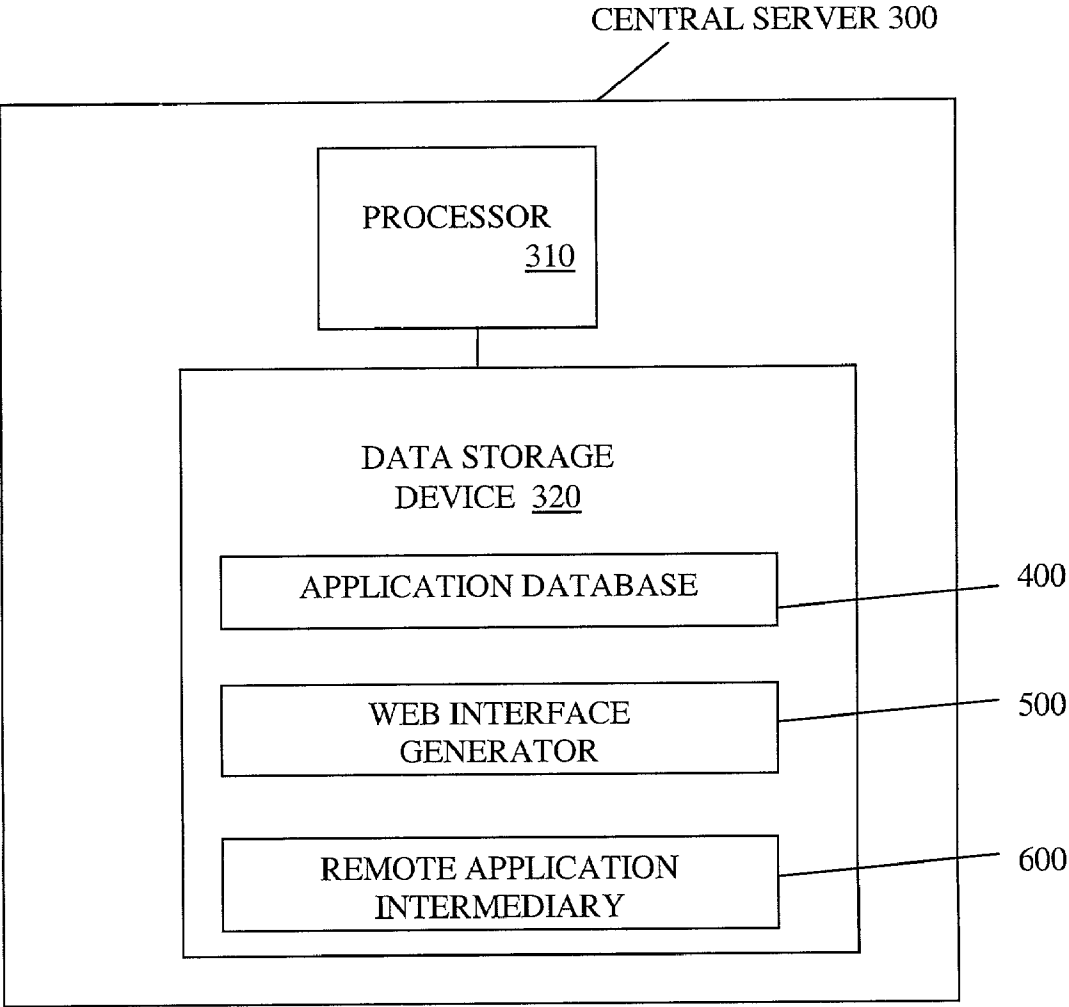 CENTRAL SERVER 300
PROCESSOR
310
DATA STORAGE
DEVICE 320
APPLICATION DATABASE
400
WEB INTERFACE
GENERATOR
500
REMOTE APPLICATION
INTERMEDIARY
600